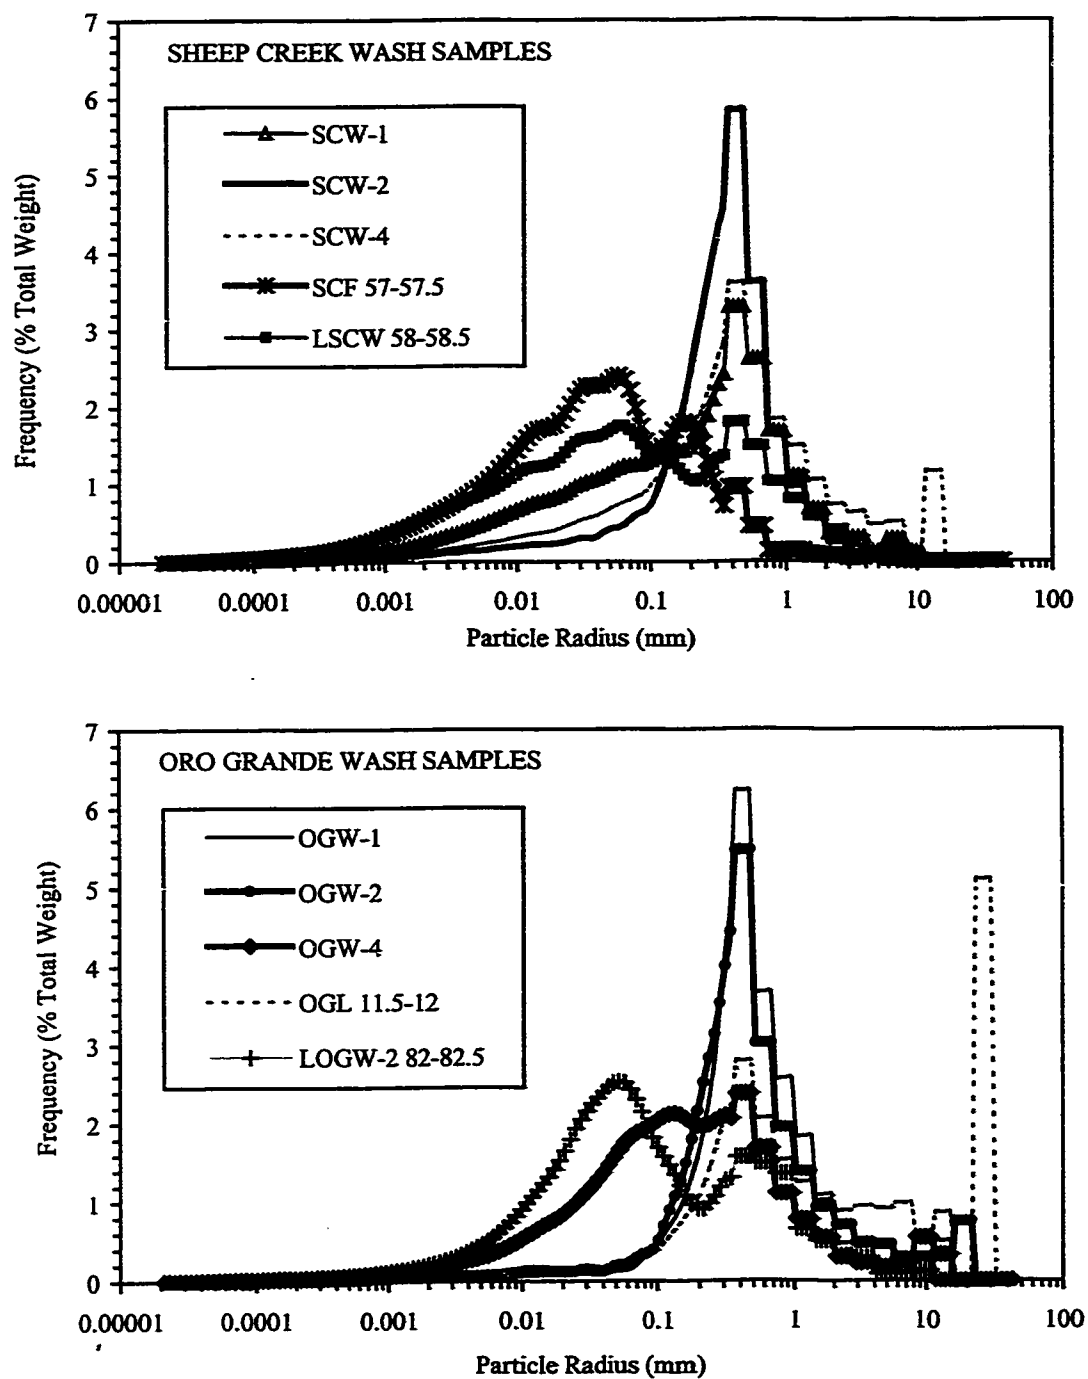 7
SHEEP CREEK WASH SAMPLES
6
SCW-1
5
SCW-2
4
SCW-4
SCF 57-57.5
3
LSCW 58-58.5
2
1
0
Frequency (% Total Weight)
0.00001 0.0001 0.001 0.01 0.1 1 10 100
Particle Radius (mm)
7
ORO GRANDE WASH SAMPLES
6
OGW-1
5
OGW-2
OGW-4
4
OGL 11.5-12
3
LOGW-2 82-82.5
2
1
0
Frequency (% Total Weight)
0.00001 0.0001 0.001 0.01 0.1 1 10 100
Particle Radius (mm)